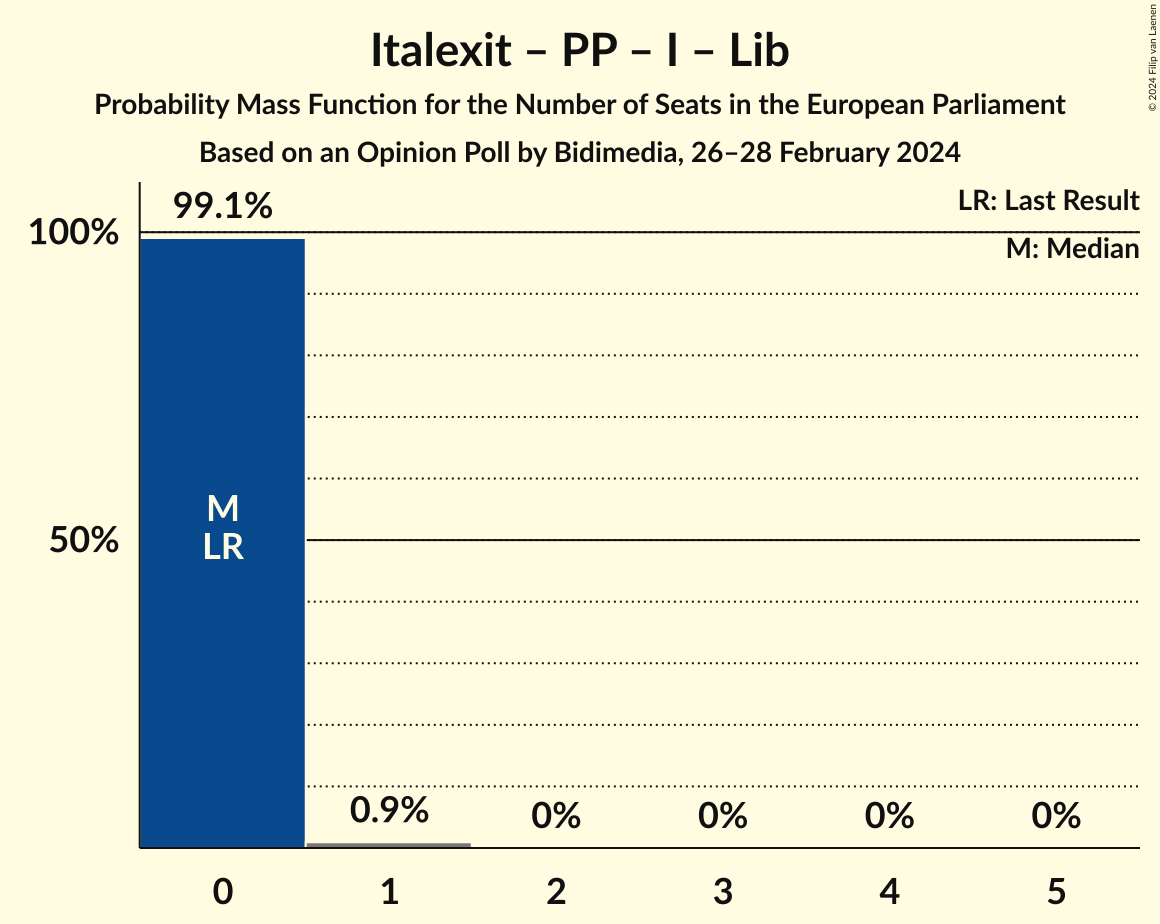 Italexit – PP – I – Lib
Probability Mass Function for the Number of Seats in the European Parliament
Based on an Opinion Poll by Bidimedia, 26–28 February 2024
© 2024 Filip van Laenen
LR: Last Result
M: Median
99.1%
100%
50%
M
LR
0.9%
0%
0%
0%
0%
0
1
2
3
4
5